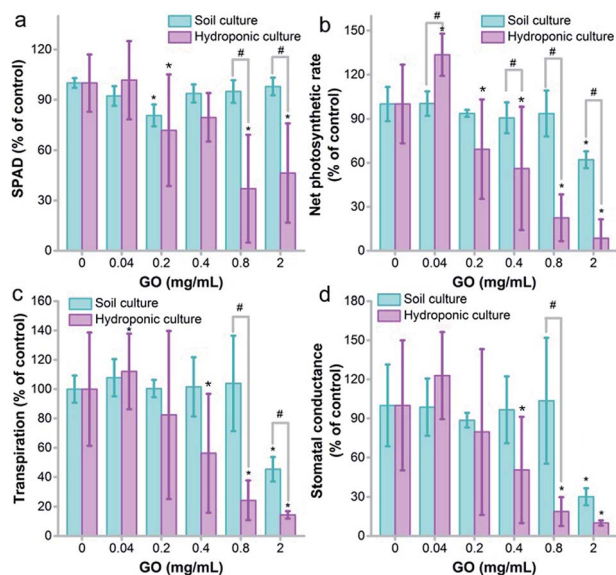 a
Soil culture
Hydroponic culture
SPAD (% of control)
120
90
60
30
0
* * # * # *
0 0.04 0.2 0.4 0.8 2
GO (mg/mL)
b
Soil culture
Hydroponic culture
Net photosynthetic rate
(% of control)
150
120
90
60
30
0
# * * # * # * # * *
0 0.04 0.2 0.4 0.8 2
GO (mg/mL)
c
Soil culture
Hydroponic culture
Transpiration (% of control)
160
140
120
100
80
60
40
20
0
* * # * # * *
0 0.04 0.2 0.4 0.8 2
GO (mg/mL)
d
Soil culture
Hydroponic culture
Stomatal conductance
(% of control)
180
150
120
90
60
30
0
* # * * *
0 0.04 0.2 0.4 0.8 2
GO (mg/mL)